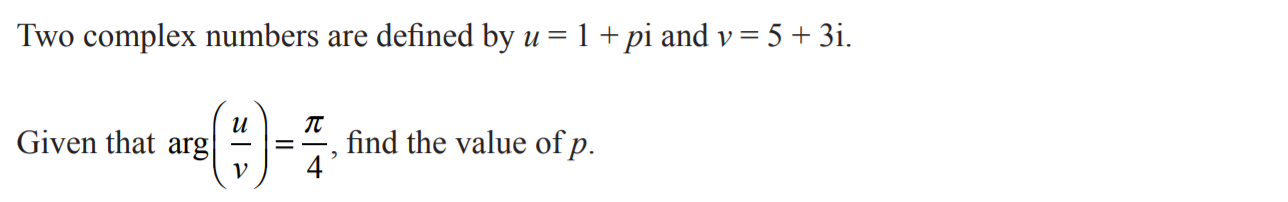 Two complex numbers are defined by u = 1 + pi and v = 5 + 3i.
Given that arg(u/v) = π/4, find the value of p.